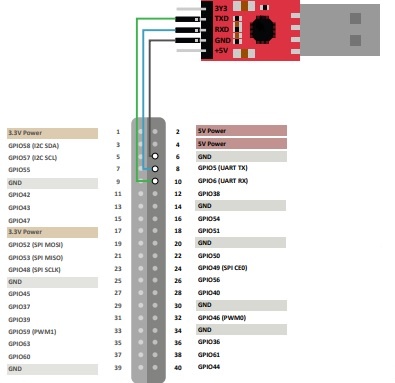 3Y3
TXD
RXD
GND
+5V
3.3V Power 1 2 5V Power
GPIO58 (I2C SDA) 3 4 5V Power
GPIO57 (I2C SCL) 5 6 GND
GPIO55 7 8 GPIO5 (UART TX)
GND 9 10 GPIO6 (UART RX)
GPIO42 11 12 GPIO38
GPIO43 13 14 GND
GPIO47 15 16 GPIO54
3.3V Power 17 18 GPIO51
GPIO52 (SPI MOSI) 19 20 GND
GPIO53 (SPI MISO) 21 22 GPIO50
GPIO48 (SPI SCLK) 23 24 GPIO49 (SPI CE0)
GND 25 26 GPIO56
GPIO45 27 28 GPIO40
GPIO37 29 30 GND
GPIO39 31 32 GPIO46 (PWM0)
GPIO59 (PWM1) 33 34 GND
GPIO63 35 36 GPIO36
GPIO60 37 38 GPIO61
GND 39 40 GPIO44